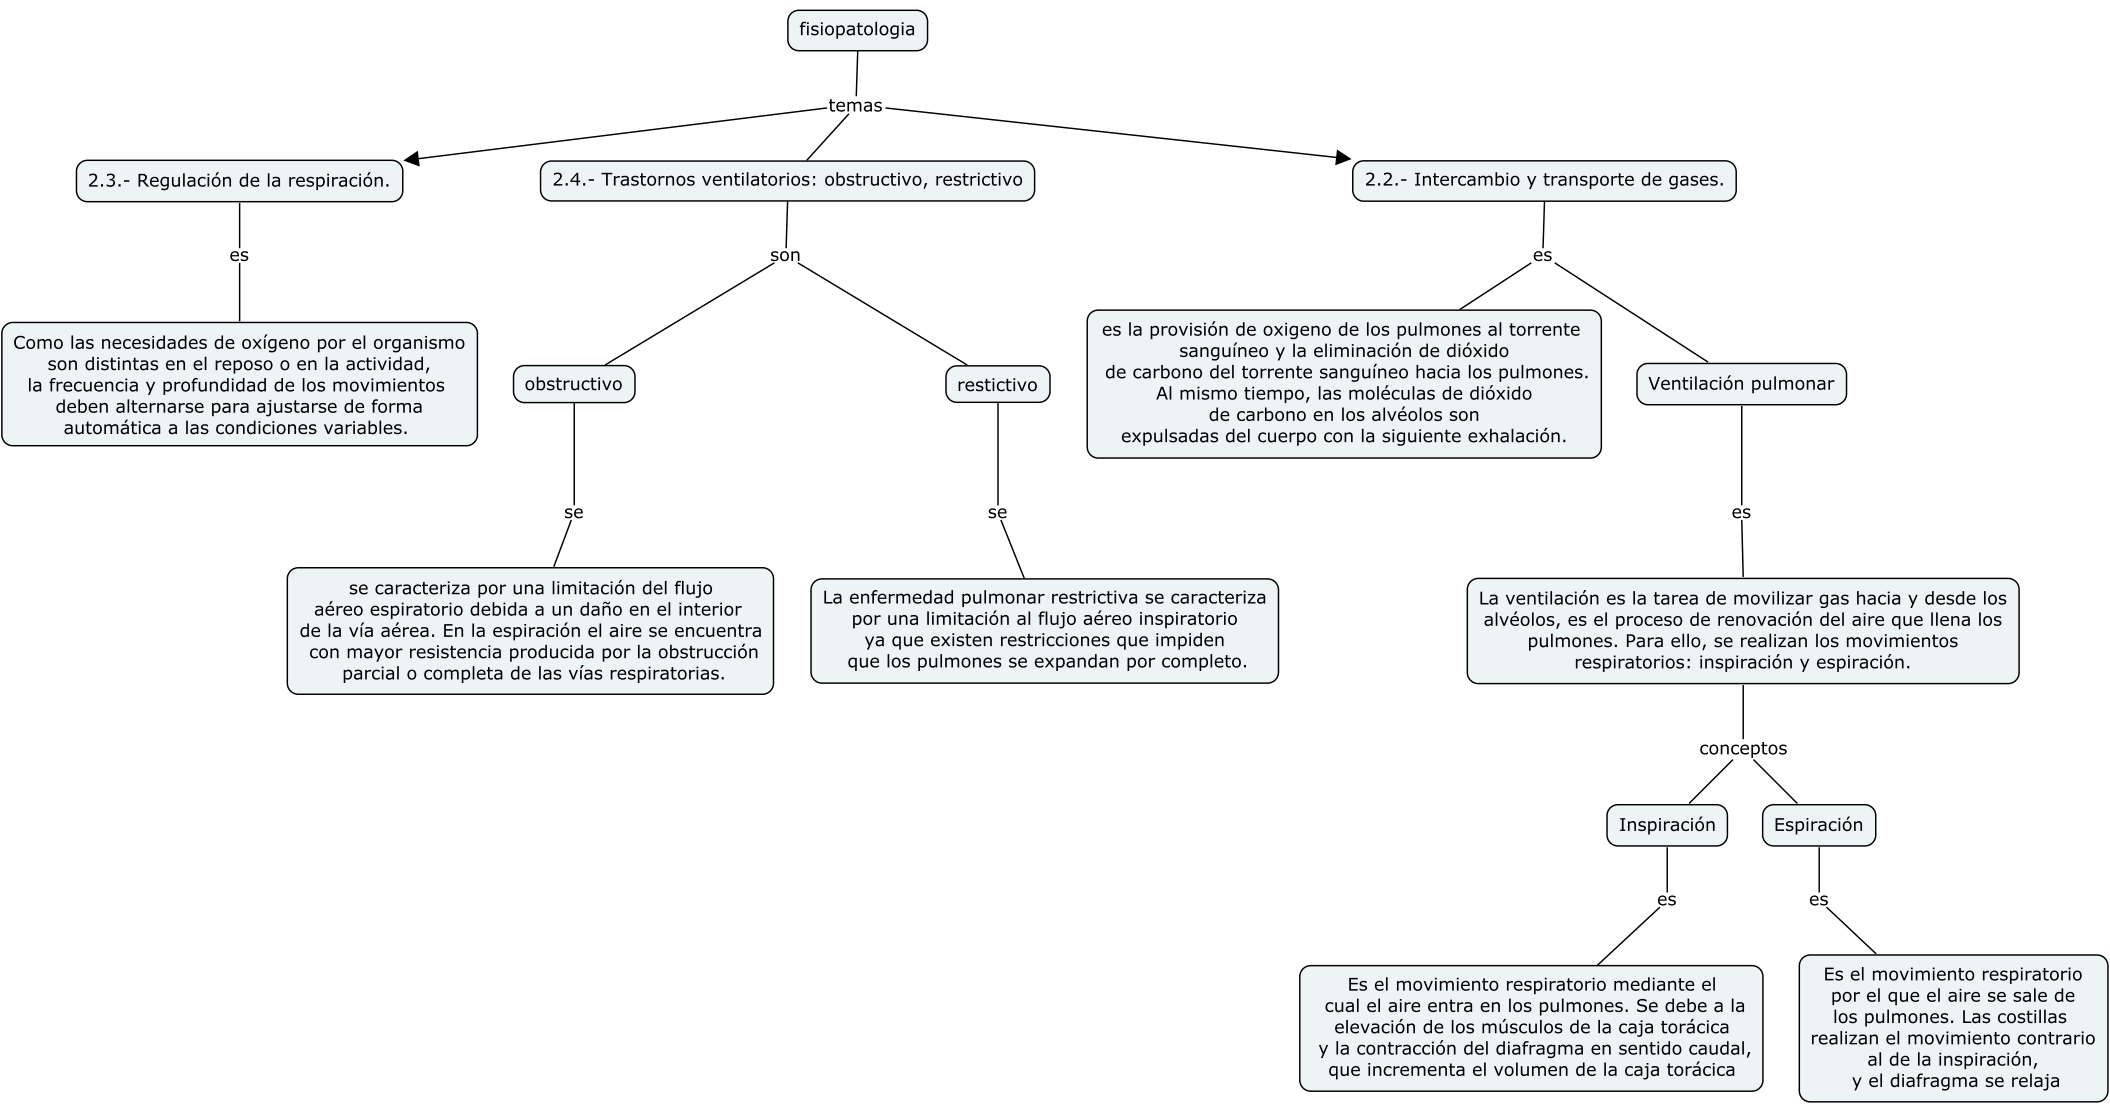 fisiopatologia
temas
2.3.- Regulación de la respiración.
2.4.- Trastornos ventilatorios: obstructivo, restrictivo
2.2.- Intercambio y transporte de gases.
es
son
es
Como las necesidades de oxígeno por el organismo
son distintas en el reposo o en la actividad,
la frecuencia y profundidad de los movimientos
deben alternarse para ajustarse de forma
automática a las condiciones variables.
obstructivo
restictivo
es la provisión de oxigeno de los pulmones al torrente
sanguíneo y la eliminación de dióxido
de carbono del torrente sanguíneo hacia los pulmones.
Al mismo tiempo, las moléculas de dióxido
de carbono en los alvéolos son
expulsadas del cuerpo con la siguiente exhalación.
Ventilación pulmonar
se
se
es
se caracteriza por una limitación del flujo
aéreo espiratorio debida a un daño en el interior
de la vía aérea. En la espiración el aire se encuentra
con mayor resistencia producida por la obstrucción
parcial o completa de las vías respiratorias.
La enfermedad pulmonar restrictiva se caracteriza
por una limitación al flujo aéreo inspiratorio
ya que existen restricciones que impiden
que los pulmones se expandan por completo.
La ventilación es la tarea de movilizar gas hacia y desde los
alvéolos, es el proceso de renovación del aire que llena los
pulmones. Para ello, se realizan los movimientos
respiratorios: inspiración y espiración.
conceptos
Inspiración
Espiración
es
es
Es el movimiento respiratorio mediante el
cual el aire entra en los pulmones. Se debe a la
elevación de los músculos de la caja torácica
y la contracción del diafragma en sentido caudal,
que incrementa el volumen de la caja torácica
Es el movimiento respiratorio
por el que el aire se sale de
los pulmones. Las costillas
realizan el movimiento contrario
al de la inspiración,
y el diafragma se relaja